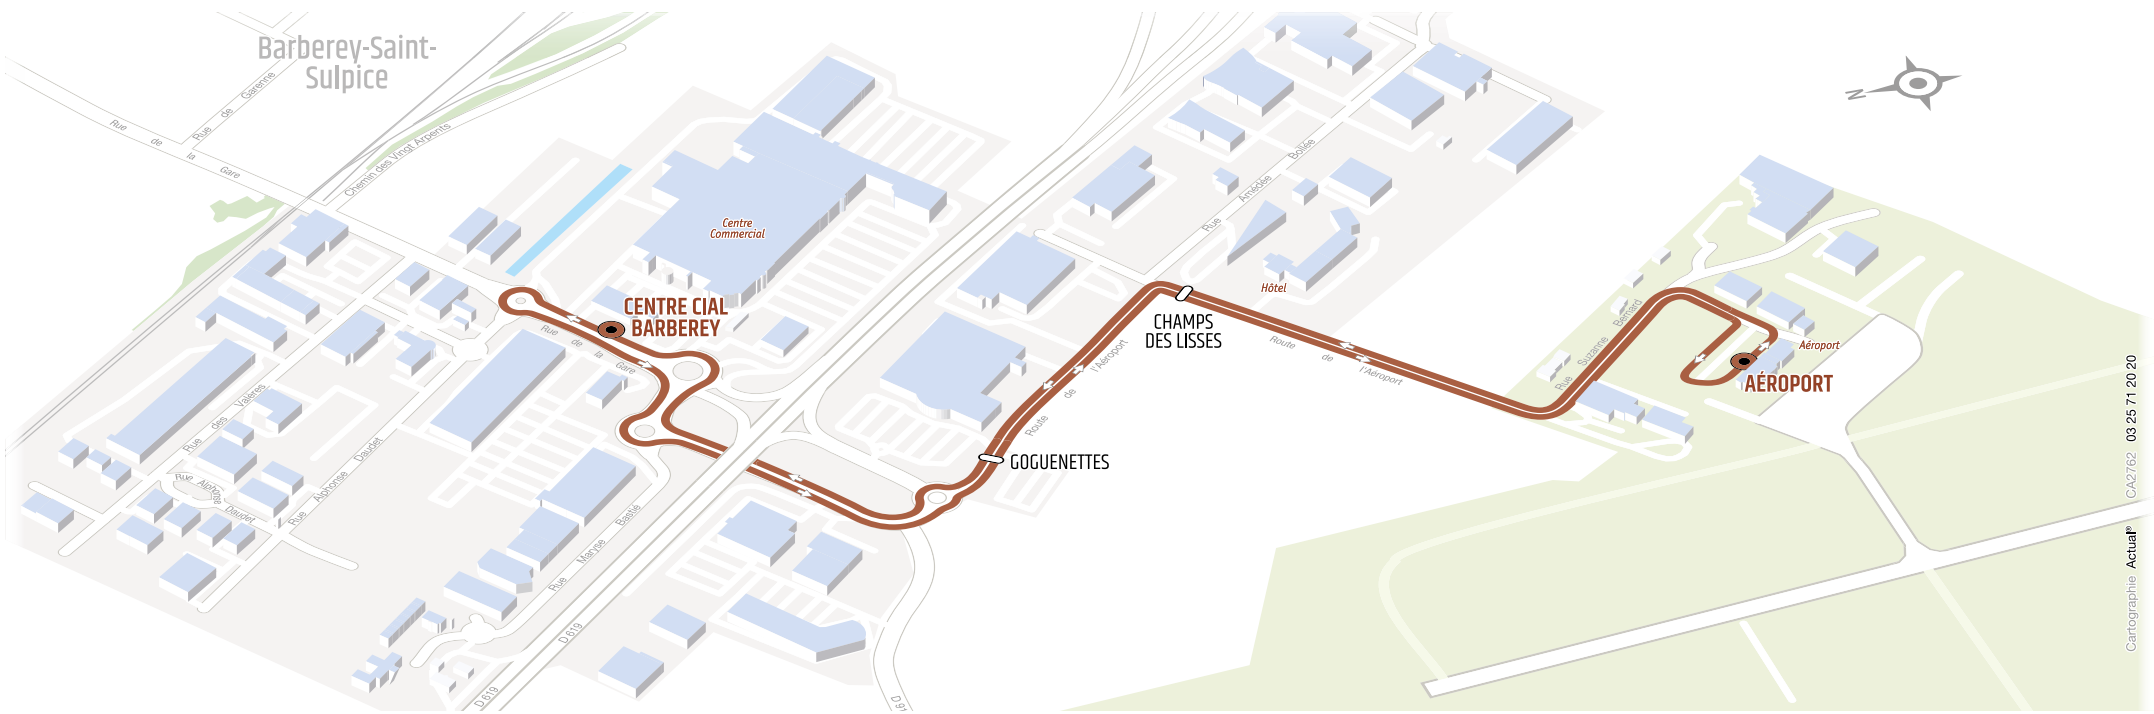 Barberey-Saint-
Sulpice
N
Rue de Garenne
Rue de la Gare
Chemin des Vingt Arpents
Centre
Commercial
Rue Amédée Bollée
Hôtel
CENTRE CIAL
BARBEREY
Rue de la Gare
CHAMPS
DES LISSES
Route de l'Aéroport
Route de l'Aéroport
GOGUENETTES
Rue Suzanne Bernard
Aéroport
AÉROPORT
Rue des Valères
Rue Alphonse Daudet
Rue Alphonse Daudet
Rue Maryse Bastié
D 619
D 619
D 91
Cartographie Actual® CA2762 03 25 71 20 20